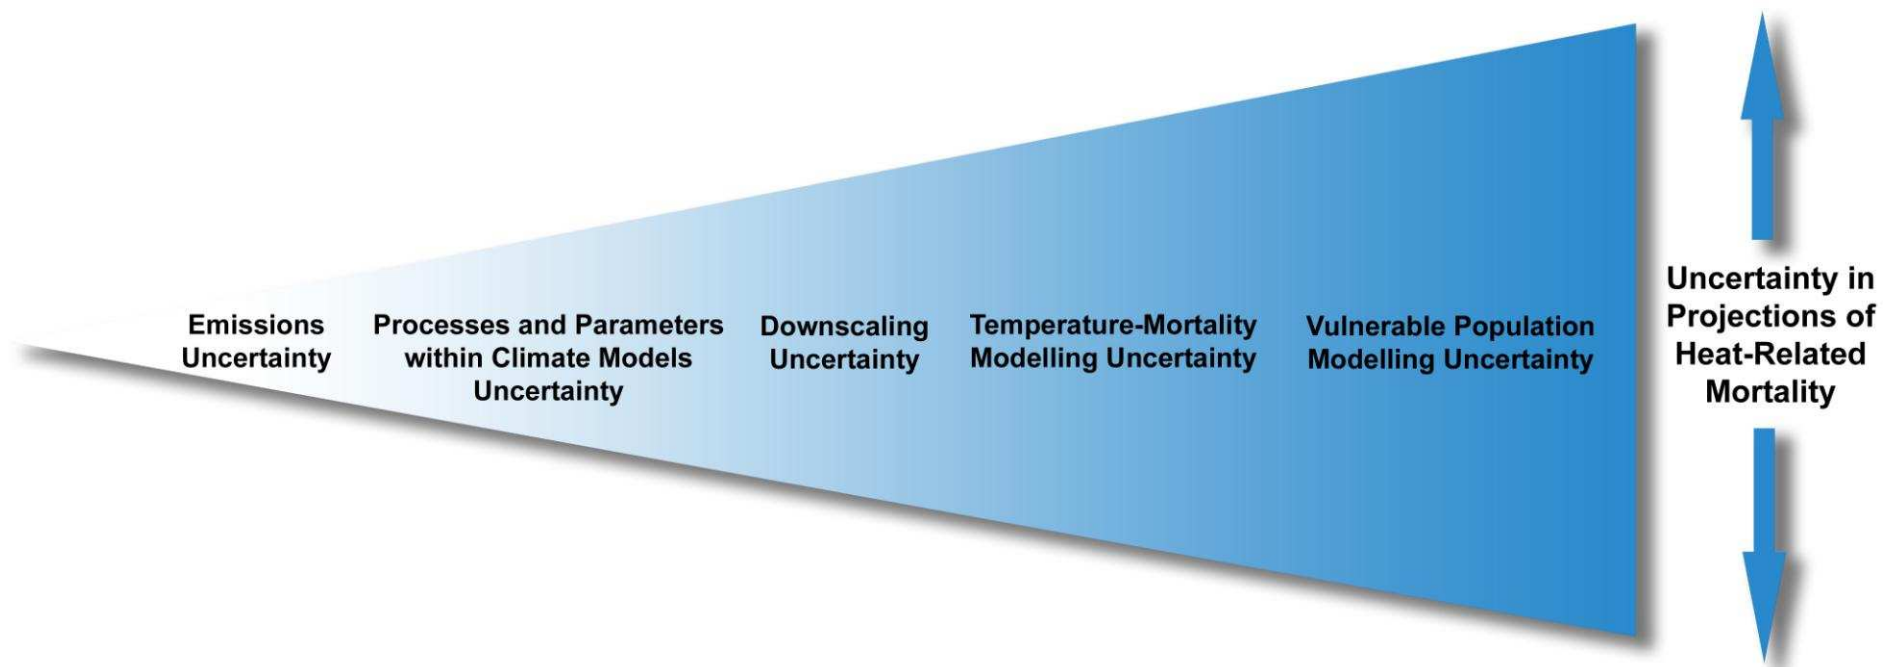 Emissions
Uncertainty
Processes and Parameters
within Climate Models
Uncertainty
Downscaling
Uncertainty
Temperature-Mortality
Modelling Uncertainty
Vulnerable Population
Modelling Uncertainty
Uncertainty in
Projections of
Heat-Related
Mortality